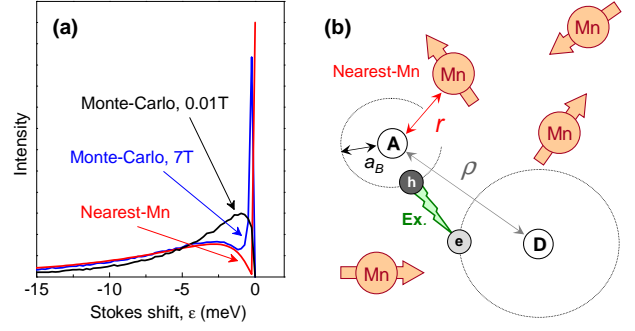 (a)
Intensity
Monte-Carlo, 0.01T
Monte-Carlo, 7T
Nearest-Mn
-15
-10
-5
0
Stokes shift, ε (meV)
(b)
Nearest-Mn
Mn
Mn
Mn
Mn
r
A
a_B
ρ
h
Ex.
e
D